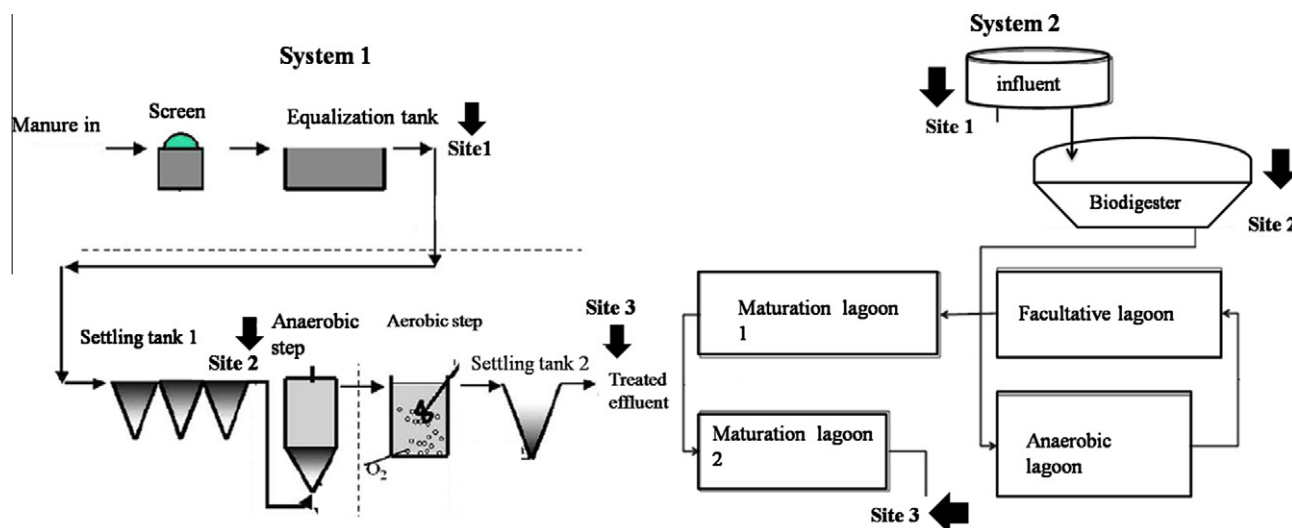 System 1
Manure in
Screen
Equalization tank
Site1
Settling tank 1
Site 2
Anaerobic
step
Aerobic step
O2
Settling tank 2
Site 3
Treated
effluent
System 2
influent
Site 1
Biodigester
Site 2
Maturation lagoon
1
Facultative lagoon
Maturation lagoon
2
Anaerobic
lagoon
Site 3